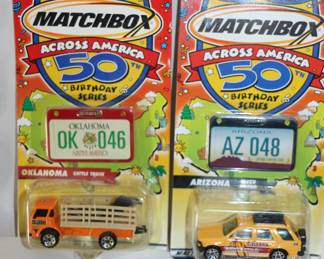 MATCHBOX
ACROSS AMERICA
50TH
BIRTHDAY
SERIES
OKLAHOMA
OK 046
NATIVE AMERICA
OKLAHOMA CATTLE TRUCK
MATCHBOX
ACROSS AMERICA
50TH
BIRTHDAY
SERIES
ARIZONA
AZ 048
ARIZONA